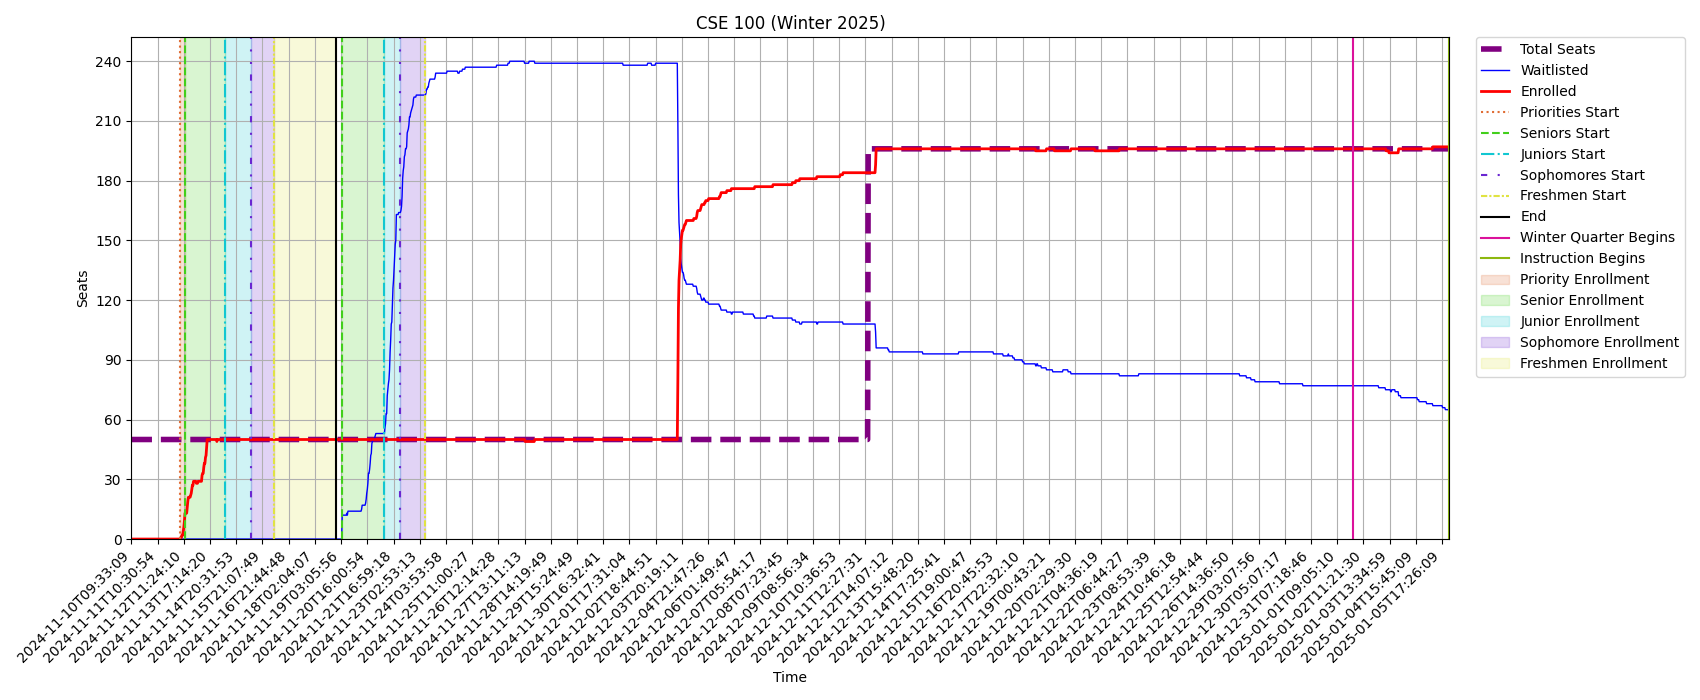 CSE 100 (Winter 2025)
Seats
240
210
180
150
120
90
60
30
0
2024-11-10T09:33:09
2024-11-11T10:30:54
2024-11-12T11:24:10
2024-11-13T17:14:20
2024-11-14T20:31:53
2024-11-15T21:07:49
2024-11-16T21:44:48
2024-11-18T02:04:07
2024-11-19T03:05:56
2024-11-20T16:00:54
2024-11-21T16:59:18
2024-11-23T02:53:13
2024-11-24T03:53:58
2024-11-25T11:00:27
2024-11-26T12:14:28
2024-11-27T13:11:13
2024-11-28T14:19:49
2024-11-29T15:24:49
2024-11-30T16:32:41
2024-12-01T17:31:04
2024-12-02T18:44:51
2024-12-03T20:19:11
2024-12-04T21:47:26
2024-12-06T01:49:47
2024-12-07T05:54:17
2024-12-08T07:23:45
2024-12-09T08:56:34
2024-12-10T10:36:53
2024-12-11T12:27:31
2024-12-12T14:07:12
2024-12-13T15:48:20
2024-12-14T17:25:41
2024-12-15T19:00:47
2024-12-16T20:45:53
2024-12-17T22:32:10
2024-12-19T00:43:21
2024-12-20T02:29:30
2024-12-21T04:36:19
2024-12-22T06:44:27
2024-12-23T08:53:39
2024-12-24T10:46:18
2024-12-25T12:54:44
2024-12-26T14:36:50
2024-12-29T03:07:56
2024-12-30T05:07:17
2024-12-31T07:18:46
2025-01-01T09:05:10
2025-01-02T11:21:30
2025-01-03T13:34:59
2025-01-04T15:45:09
2025-01-05T17:26:09
Time
Total Seats
Waitlisted
Enrolled
Priorities Start
Seniors Start
Juniors Start
Sophomores Start
Freshmen Start
End
Winter Quarter Begins
Instruction Begins
Priority Enrollment
Senior Enrollment
Junior Enrollment
Sophomore Enrollment
Freshmen Enrollment